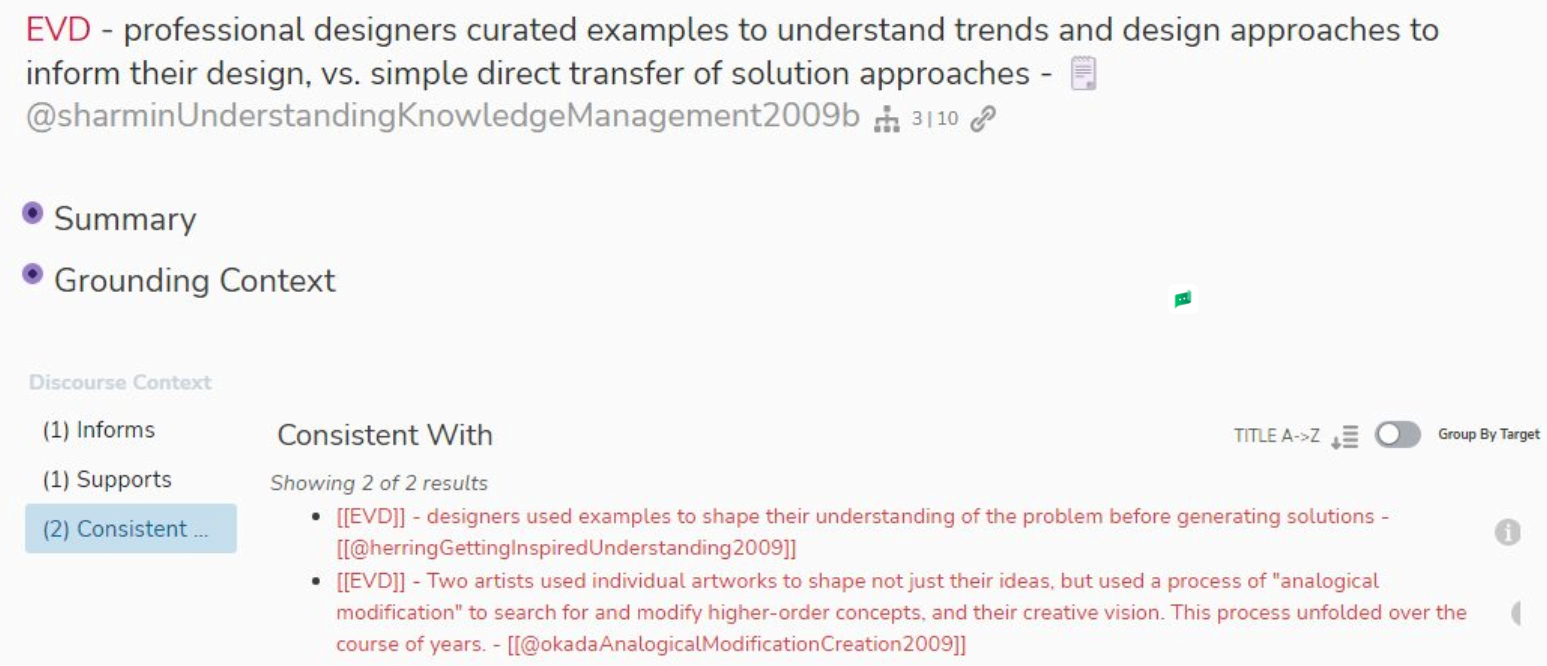 EVD - professional designers curated examples to understand trends and design approaches to
inform their design, vs. simple direct transfer of solution approaches -
@sharminUnderstandingKnowledgeManagement2009b 3|10
Summary
Grounding Context
Discourse Context
(1) Informs
(1) Supports
(2) Consistent ...
Consistent With
TITLE A->Z
Group By Target
Showing 2 of 2 results
[[EVD]] - designers used examples to shape their understanding of the problem before generating solutions -
[[@herringGettingInspiredUnderstanding2009]]
[[EVD]] - Two artists used individual artworks to shape not just their ideas, but used a process of "analogical
modification" to search for and modify higher-order concepts, and their creative vision. This process unfolded over the
course of years. - [[@okadaAnalogicalModificationCreation2009]]